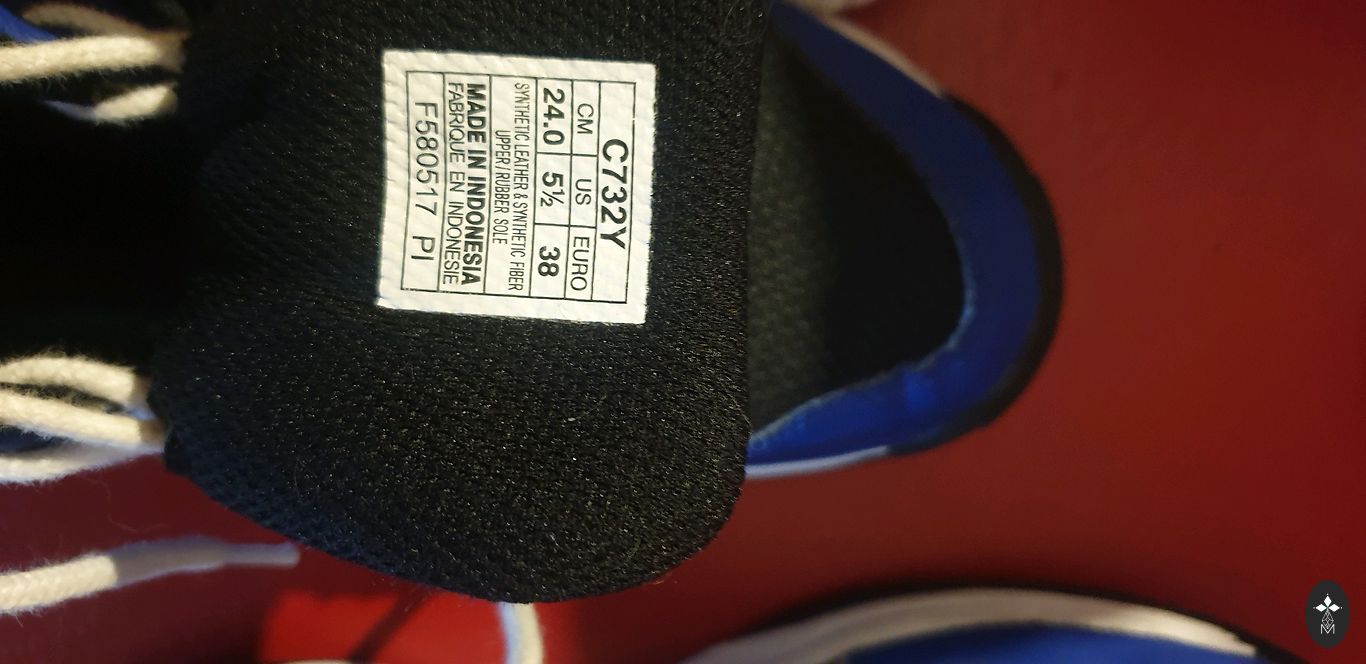 C732Y
CM US EURO
24.0 5½ 38
SYNTHETIC LEATHER & SYNTHETIC FIBER
UPPER/RUBBER SOLE
MADE IN INDONESIA
FABRIQUE EN INDONESIE
F580517 PI
M